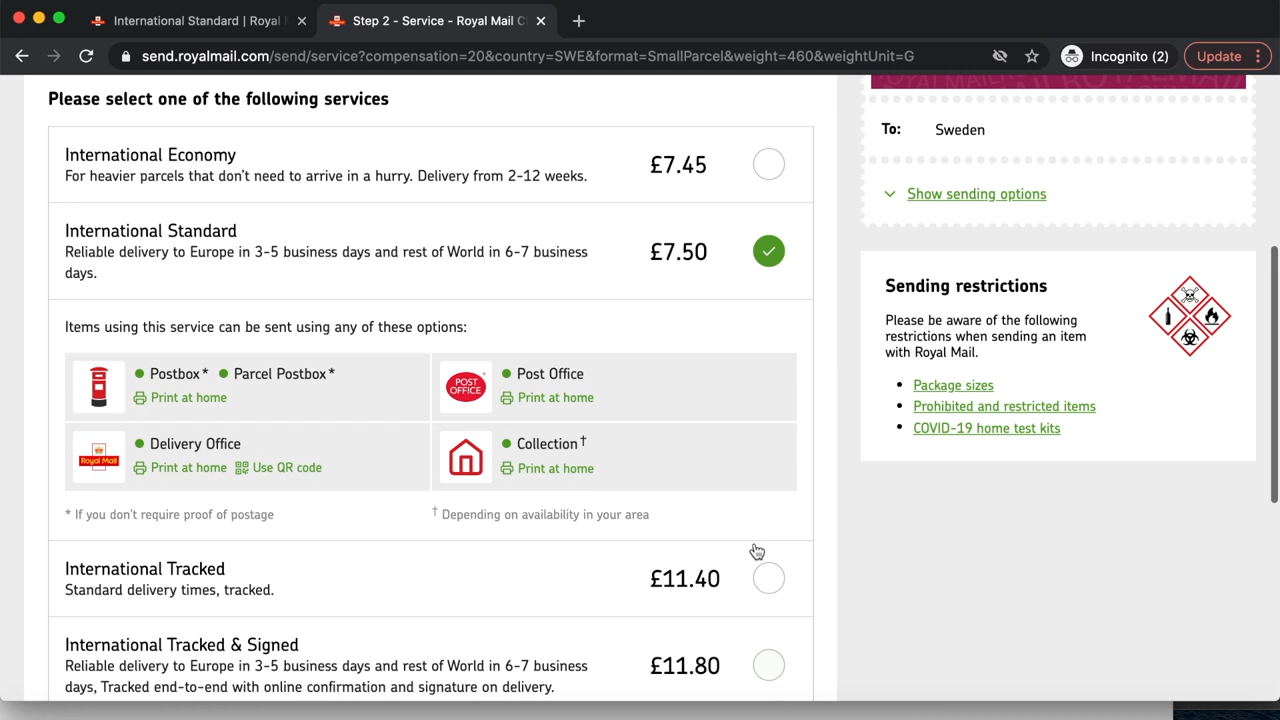 International Standard | Royal
Step 2 - Service - Royal Mail C
send.royalmail.com/send/service?compensation=20&country=SWE&format=SmallParcel&weight=460&weightUnit=G
Incognito (2)
Update
Please select one of the following services
International Economy
For heavier parcels that don't need to arrive in a hurry. Delivery from 2-12 weeks.
£7.45
International Standard
Reliable delivery to Europe in 3-5 business days and rest of World in 6-7 business
days.
£7.50
Items using this service can be sent using any of these options:
Postbox* Parcel Postbox*
Print at home
POST
OFFICE
Post Office
Print at home
Royal Mail
Delivery Office
Print at home Use QR code
Collection†
Print at home
* If you don't require proof of postage
† Depending on availability in your area
International Tracked
Standard delivery times, tracked.
£11.40
International Tracked & Signed
Reliable delivery to Europe in 3-5 business days and rest of World in 6-7 business
days, Tracked end-to-end with online confirmation and signature on delivery.
£11.80
To: Sweden
Show sending options
Sending restrictions
Please be aware of the following
restrictions when sending an item
with Royal Mail.
Package sizes
Prohibited and restricted items
COVID-19 home test kits